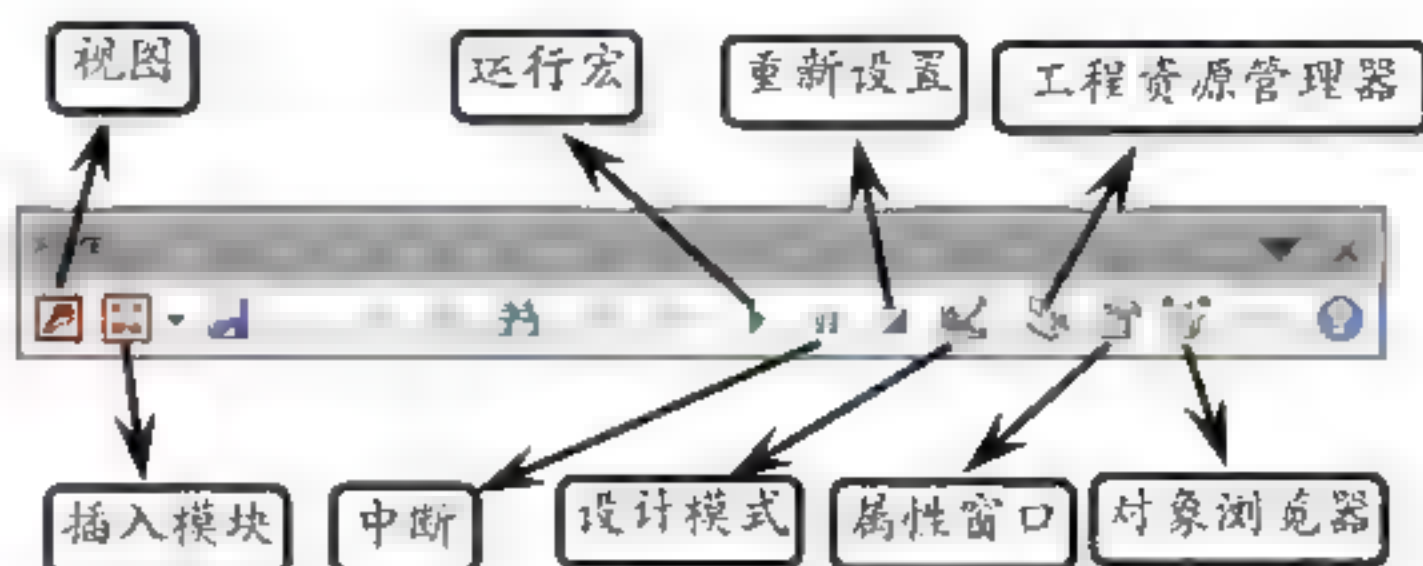 视图
运行宏
重新设置
工程资源管理器
插入模块
中断
设计模式
属性窗口
对象浏览器